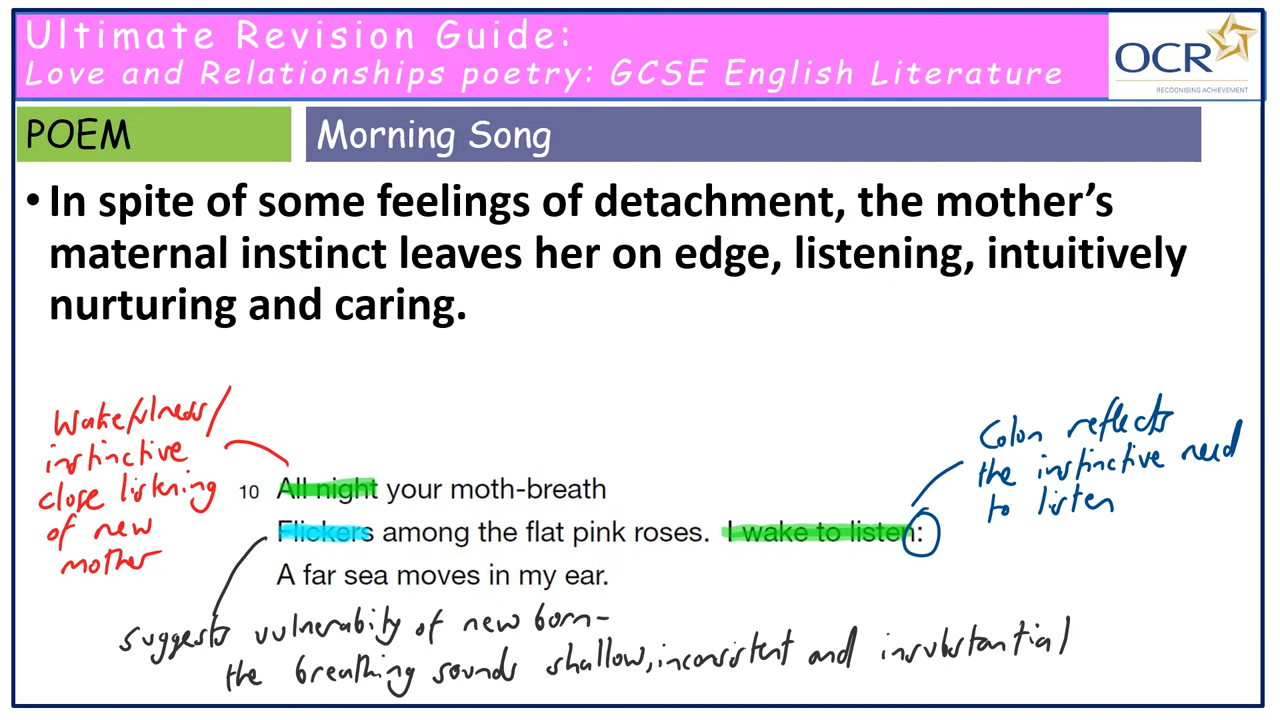 Ultimate Revision Guide:
Love and Relationships poetry: GCSE English Literature
OCR
RECOGNISING ACHIEVEMENT
POEM
Morning Song
• In spite of some feelings of detachment, the mother’s
maternal instinct leaves her on edge, listening, intuitively
nurturing and caring.
Wakefulness/
instinctive
close listening
of new
mother
Colon reflects
the instinctive need
to listen
10 All night your moth-breath
Flickers among the flat pink roses. I wake to listen:
A far sea moves in my ear.
suggests vulnerability of new born-
the breathing sounds shallow, inconsistent and insubstantial